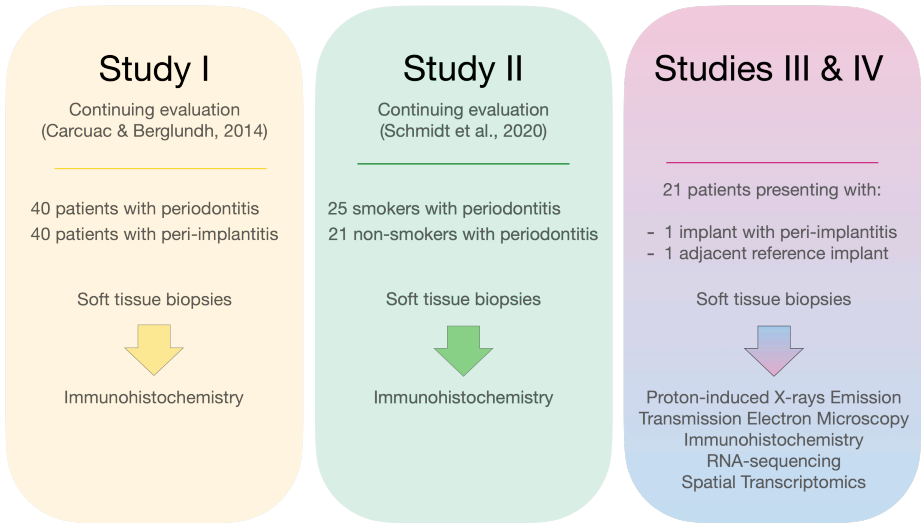 Study I
Continuing evaluation
(Carcuac & Berglundh, 2014)
40 patients with periodontitis
40 patients with peri-implantitis
Soft tissue biopsies
Immunohistochemistry
Study II
Continuing evaluation
(Schmidt et al., 2020)
25 smokers with periodontitis
21 non-smokers with periodontitis
Soft tissue biopsies
Immunohistochemistry
Studies III & IV
21 patients presenting with:
- 1 implant with peri-implantitis
- 1 adjacent reference implant
Soft tissue biopsies
Proton-induced X-rays Emission
Transmission Electron Microscopy
Immunohistochemistry
RNA-sequencing
Spatial Transcriptomics